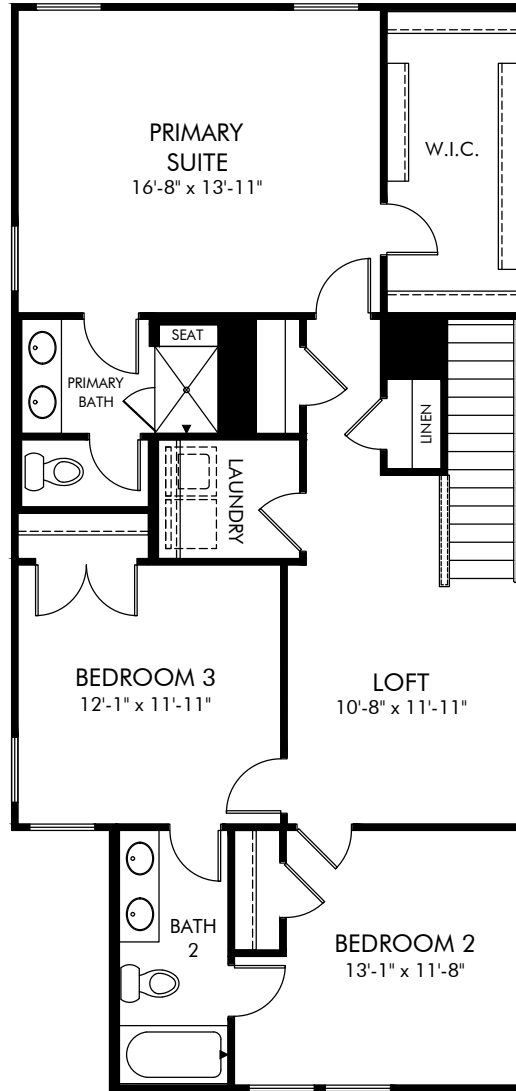 PRIMARY
SUITE
16'-8" x 13'-11"
W.I.C.
SEAT
PRIMARY
BATH
LINEN
LAUNDRY
BEDROOM 3
12'-1" x 11'-11"
LOFT
10'-8" x 11'-11"
BATH
2
BEDROOM 2
13'-1" x 11'-8"